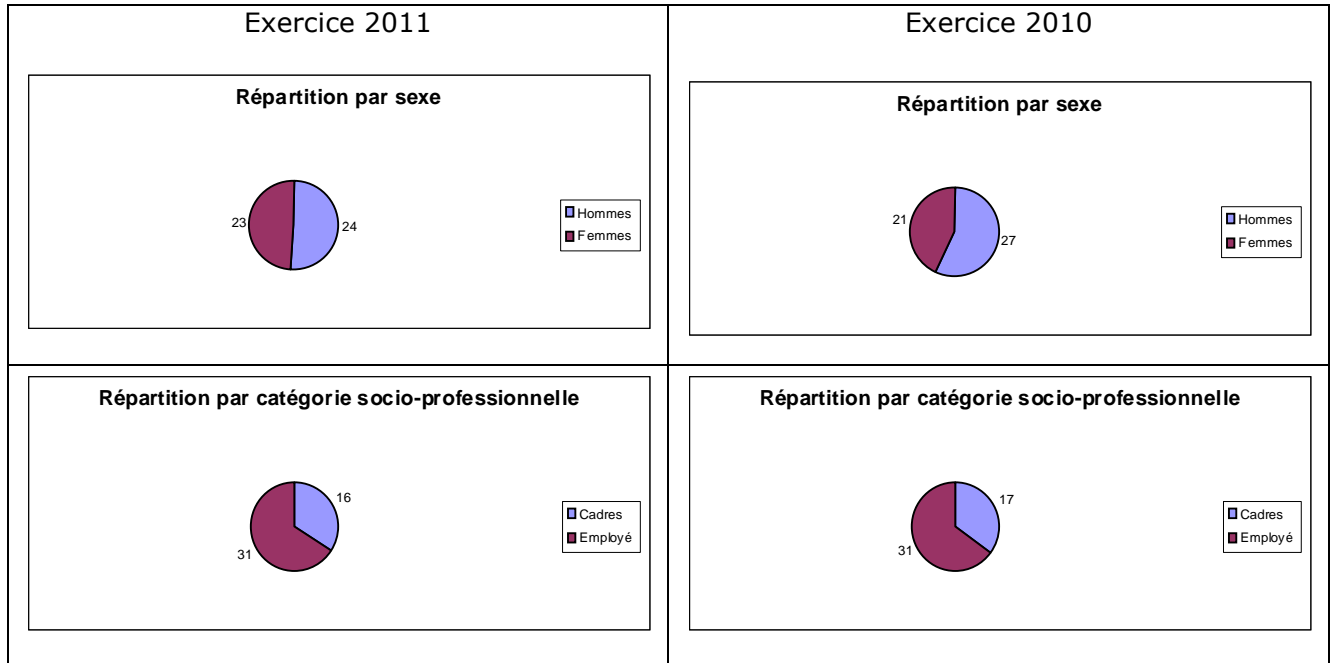 Exercice 2011
Exercice 2010
Répartition par sexe
23
24
Hommes
Femmes
Répartition par sexe
21
27
Hommes
Femmes
Répartition par catégorie socio-professionnelle
16
31
Cadres
Employé
Répartition par catégorie socio-professionnelle
17
31
Cadres
Employé